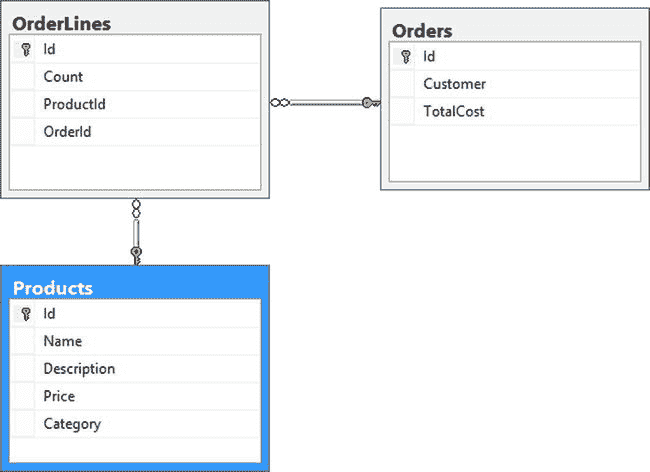 OrderLines
Id
Count
ProductId
OrderId
Orders
Id
Customer
TotalCost
Products
Id
Name
Description
Price
Category